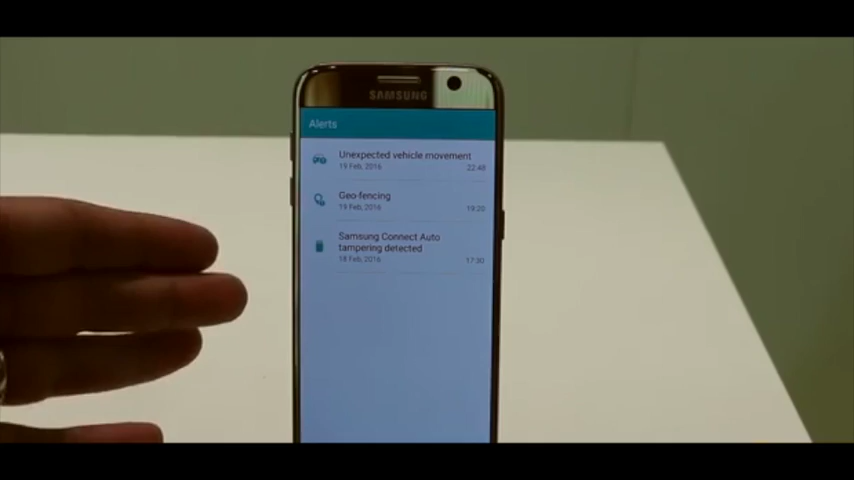 SAMSUNG
Alerts
Unexpected vehicle movement
19 Feb, 2016 22:48
Geo-fencing
19 Feb, 2016 19:20
Samsung Connect Auto
tampering detected
18 Feb, 2016 17:30